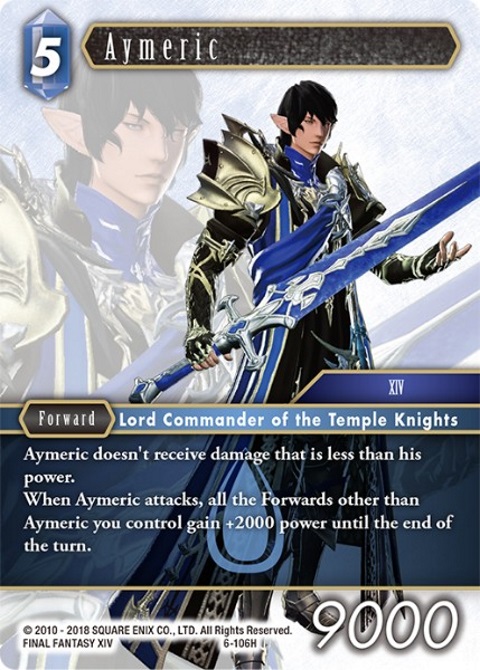 5
Aymeric
XIV
Forward
Lord Commander of the Temple Knights
Aymeric doesn't receive damage that is less than his
power.
When Aymeric attacks, all the Forwards other than
Aymeric you control gain +2000 power until the end of
the turn.
© 2010 - 2018 SQUARE ENIX CO., LTD. All Rights Reserved.
FINAL FANTASY XIV
6-106H
9000